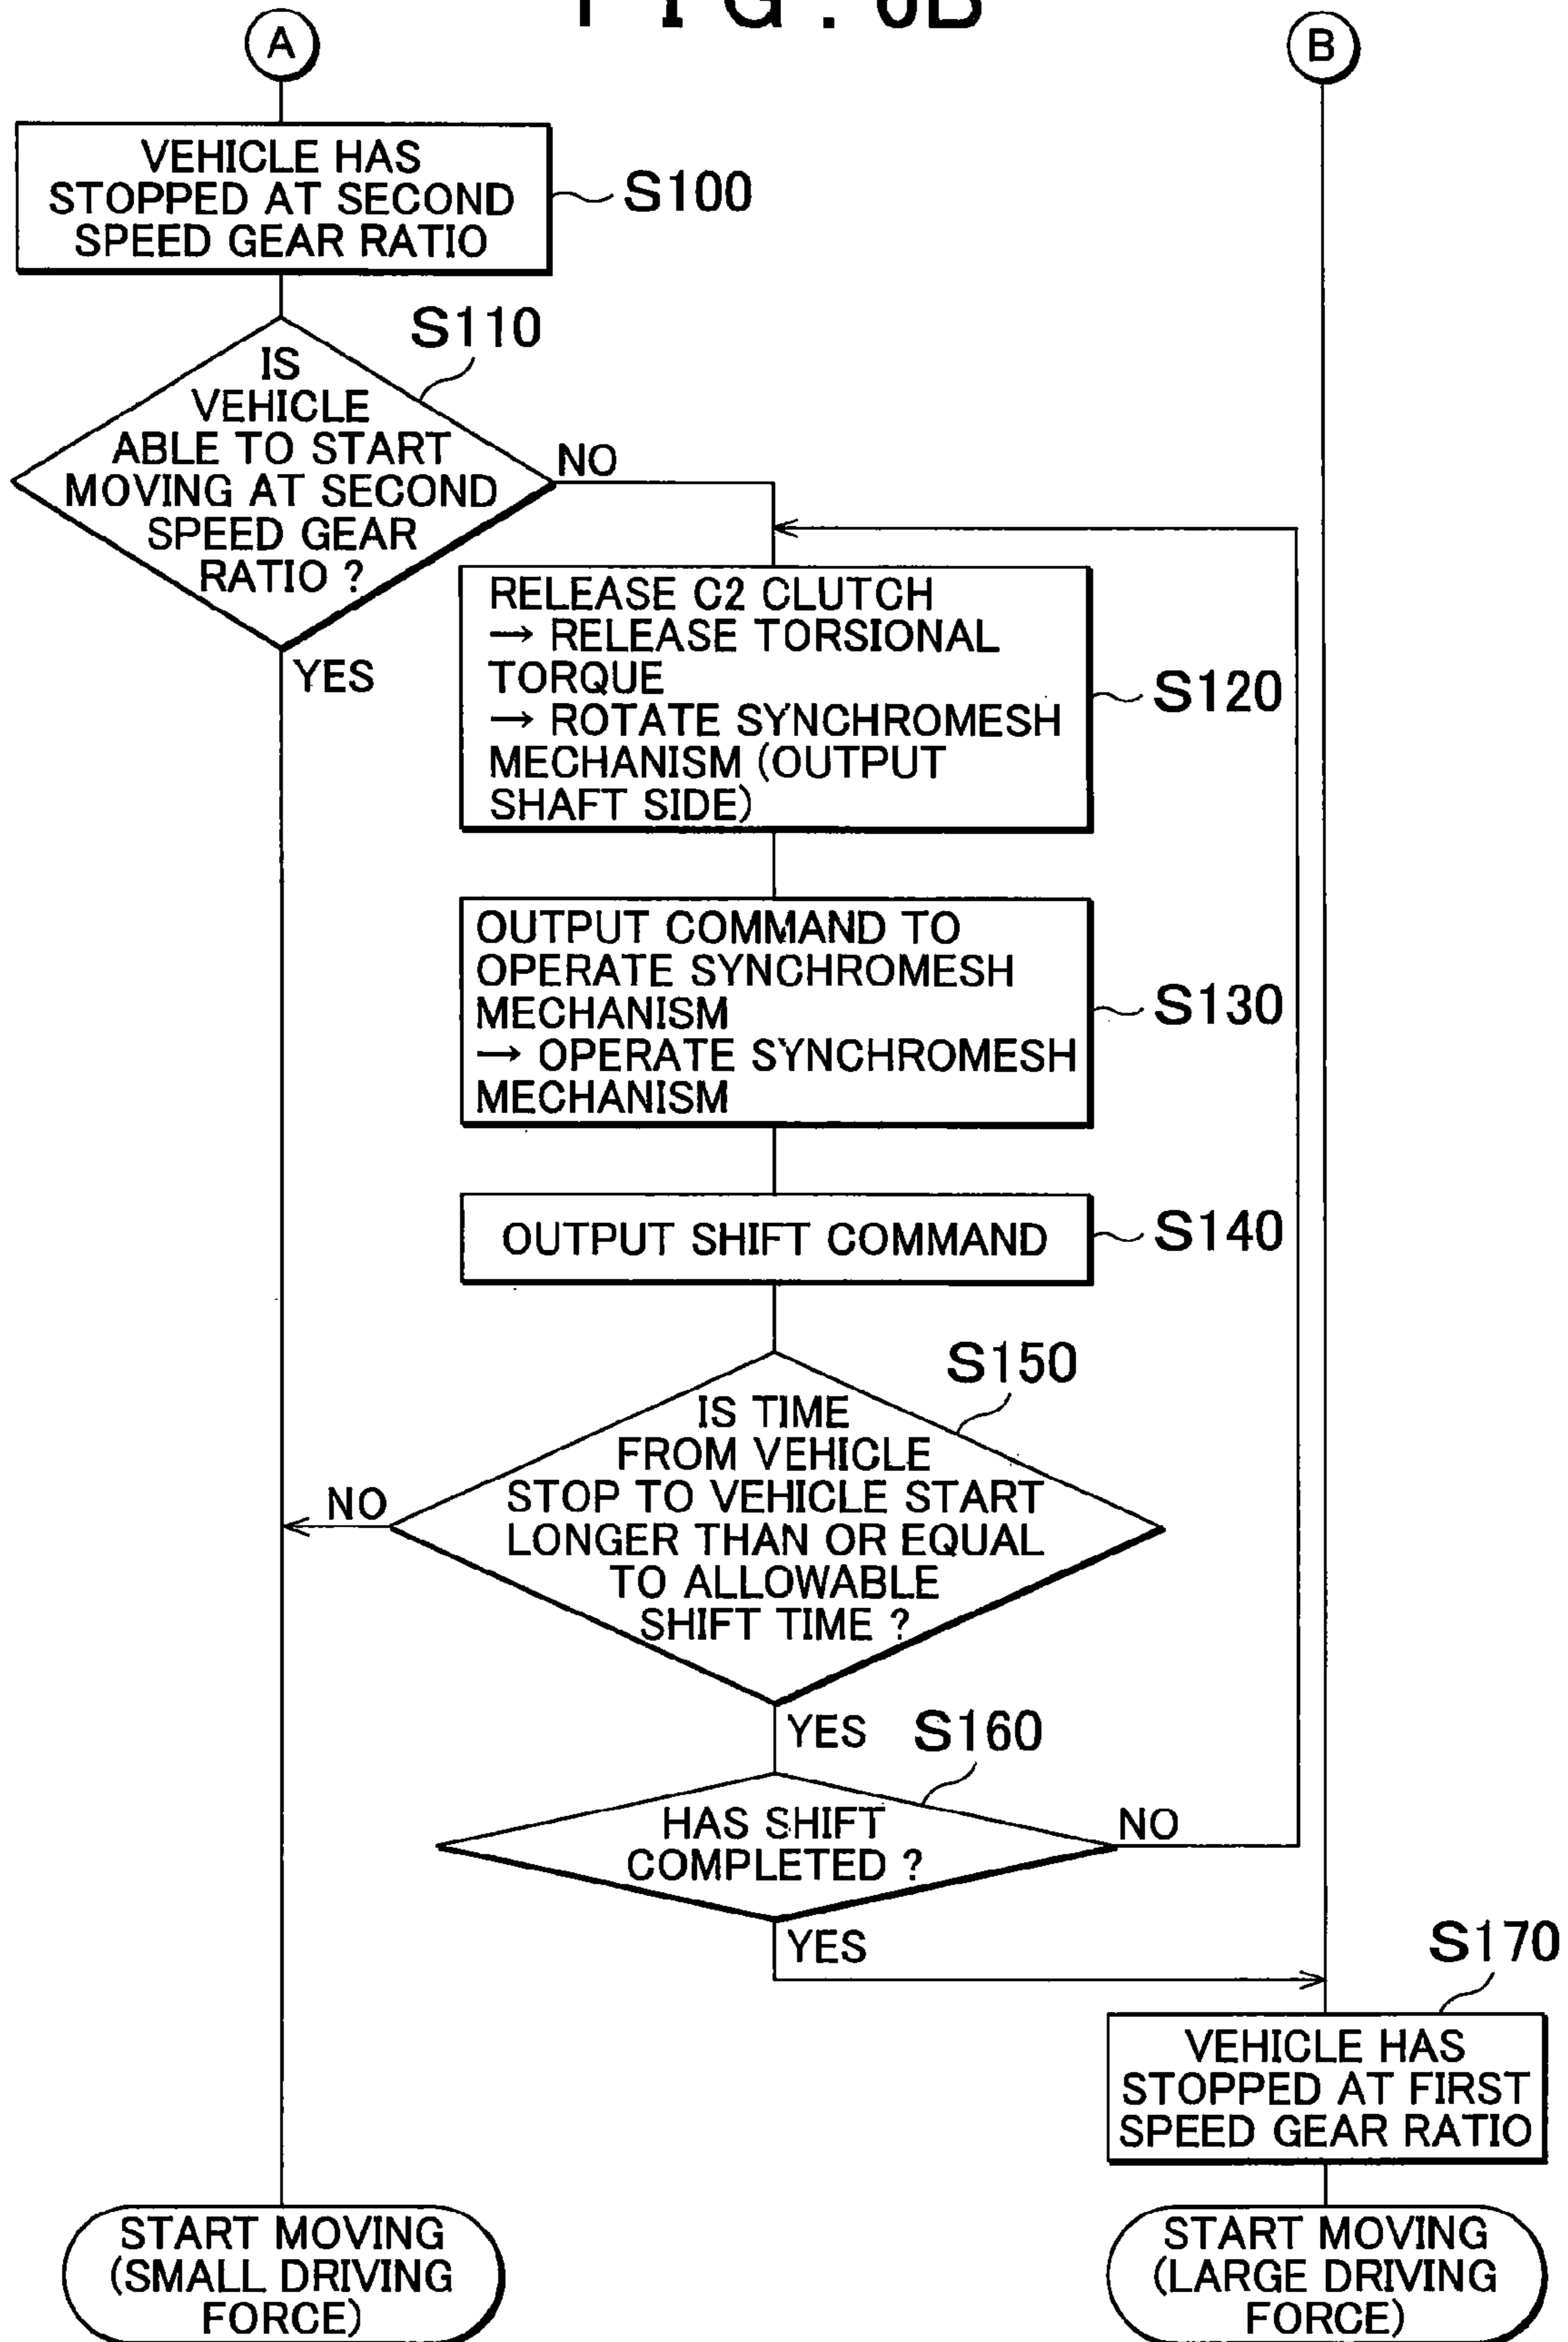 FIG. 6B
A
B
VEHICLE HAS
STOPPED AT SECOND
SPEED GEAR RATIO
S100
S110
IS
VEHICLE
ABLE TO START
MOVING AT SECOND
SPEED GEAR
RATIO ?
NO
YES
RELEASE C2 CLUTCH
→ RELEASE TORSIONAL
TORQUE
→ ROTATE SYNCHROMESH
MECHANISM (OUTPUT
SHAFT SIDE)
S120
OUTPUT COMMAND TO
OPERATE SYNCHROMESH
MECHANISM
→ OPERATE SYNCHROMESH
MECHANISM
S130
OUTPUT SHIFT COMMAND
S140
S150
IS TIME
FROM VEHICLE
STOP TO VEHICLE START
LONGER THAN OR EQUAL
TO ALLOWABLE
SHIFT TIME ?
NO
YES
S160
HAS SHIFT
COMPLETED ?
NO
YES
S170
VEHICLE HAS
STOPPED AT FIRST
SPEED GEAR RATIO
START MOVING
(SMALL DRIVING
FORCE)
START MOVING
(LARGE DRIVING
FORCE)